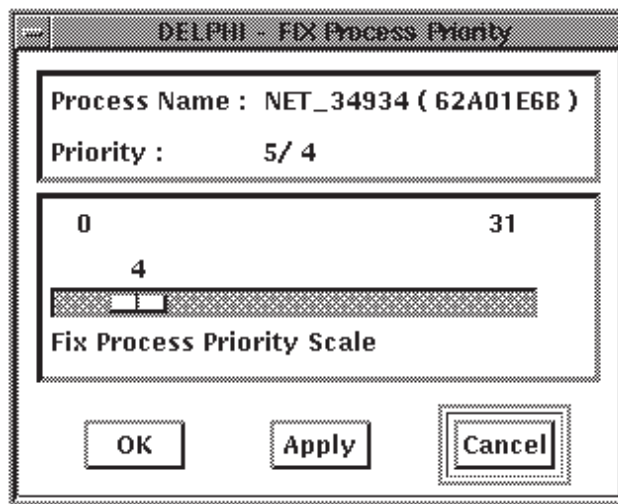 DELPHI - FIX Process Priority
Process Name : NET_34934 ( 62A01E6B )
Priority : 5/ 4
0 31
4
Fix Process Priority Scale
OK Apply Cancel